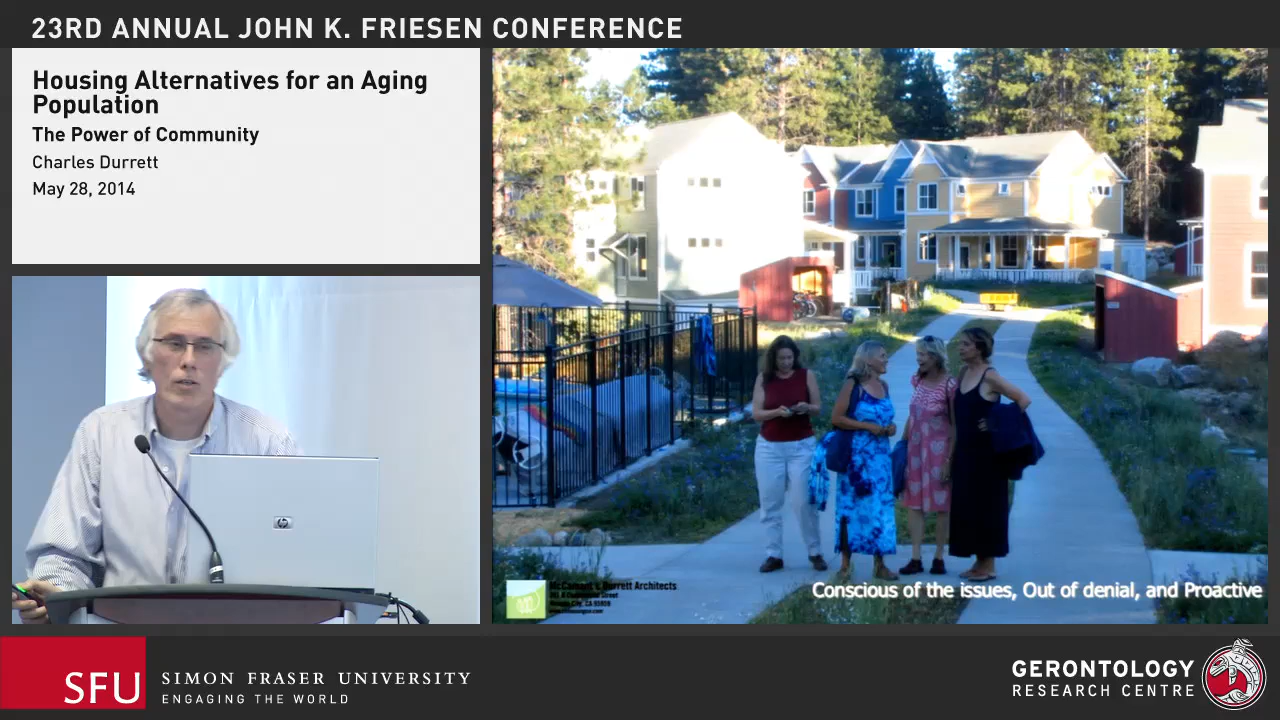 23RD ANNUAL JOHN K. FRIESEN CONFERENCE
Housing Alternatives for an Aging
Population
The Power of Community
Charles Durrett
May 28, 2014
hp
Durrett Architects
Conscious of the issues, Out of denial, and Proactive
SFU
SIMON FRASER UNIVERSITY
ENGAGING THE WORLD
GERONTOLOGY
RESEARCH CENTRE